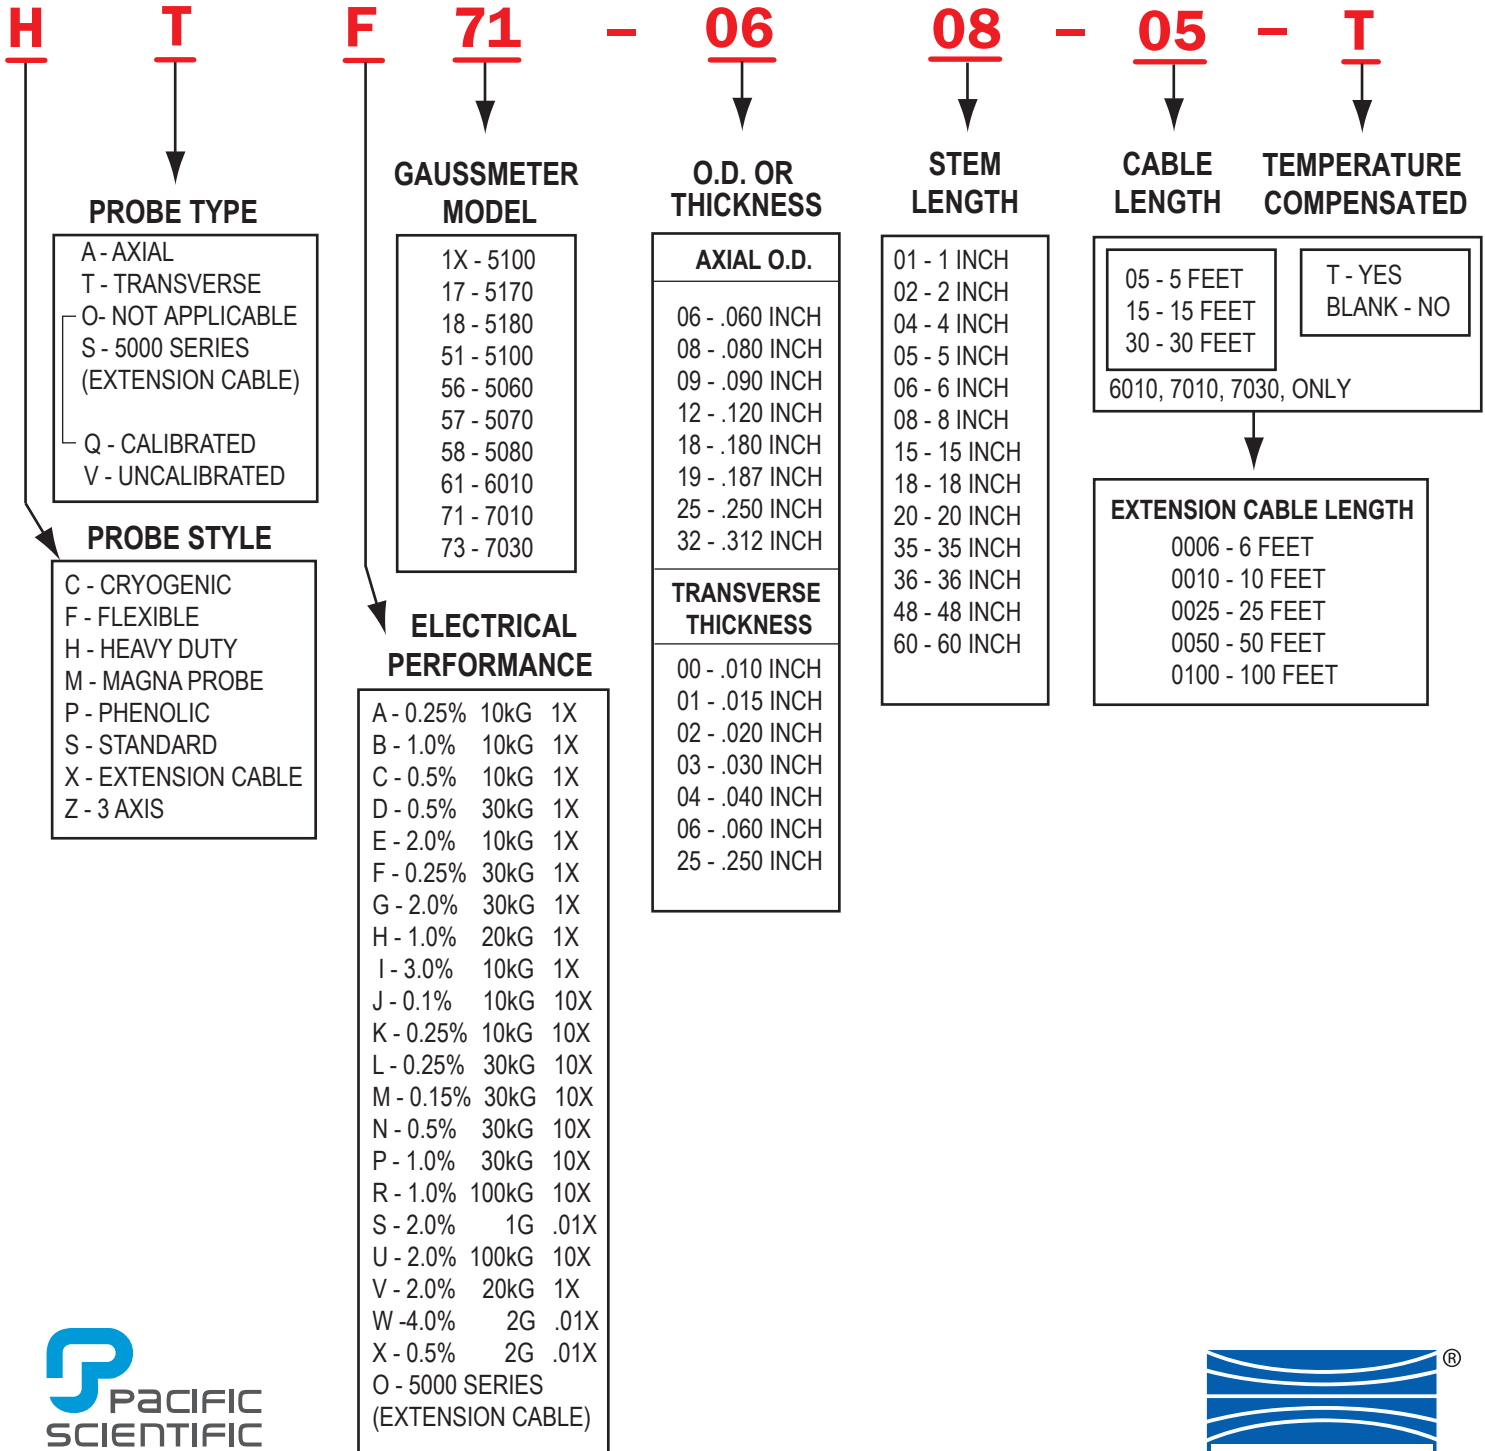 H T F 71 - 06 08 - 05 - T
PROBE TYPE
A - AXIAL
T - TRANSVERSE
O- NOT APPLICABLE
S - 5000 SERIES
(EXTENSION CABLE)
Q - CALIBRATED
V - UNCALIBRATED
PROBE STYLE
C - CRYOGENIC
F - FLEXIBLE
H - HEAVY DUTY
M - MAGNA PROBE
P - PHENOLIC
S - STANDARD
X - EXTENSION CABLE
Z - 3 AXIS
GAUSSMETER
MODEL
1X - 5100
17 - 5170
18 - 5180
51 - 5100
56 - 5060
57 - 5070
58 - 5080
61 - 6010
71 - 7010
73 - 7030
ELECTRICAL
PERFORMANCE
A - 0.25% 10kG 1X
B - 1.0% 10kG 1X
C - 0.5% 10kG 1X
D - 0.5% 30kG 1X
E - 2.0% 10kG 1X
F - 0.25% 30kG 1X
G - 2.0% 30kG 1X
H - 1.0% 20kG 1X
I - 3.0% 10kG 1X
J - 0.1% 10kG 10X
K - 0.25% 10kG 10X
L - 0.25% 30kG 10X
M - 0.15% 30kG 10X
N - 0.5% 30kG 10X
P - 1.0% 30kG 10X
R - 1.0% 100kG 10X
S - 2.0% 1G .01X
U - 2.0% 100kG 10X
V - 2.0% 20kG 1X
W -4.0% 2G .01X
X - 0.5% 2G .01X
O - 5000 SERIES
(EXTENSION CABLE)
O.D. OR
THICKNESS
AXIAL O.D.
06 - .060 INCH
08 - .080 INCH
09 - .090 INCH
12 - .120 INCH
18 - .180 INCH
19 - .187 INCH
25 - .250 INCH
32 - .312 INCH
TRANSVERSE
THICKNESS
00 - .010 INCH
01 - .015 INCH
02 - .020 INCH
03 - .030 INCH
04 - .040 INCH
06 - .060 INCH
25 - .250 INCH
STEM
LENGTH
01 - 1 INCH
02 - 2 INCH
04 - 4 INCH
05 - 5 INCH
06 - 6 INCH
08 - 8 INCH
15 - 15 INCH
18 - 18 INCH
20 - 20 INCH
35 - 35 INCH
36 - 36 INCH
48 - 48 INCH
60 - 60 INCH
CABLE
LENGTH
05 - 5 FEET
15 - 15 FEET
30 - 30 FEET
TEMPERATURE
COMPENSATED
T - YES
BLANK - NO
6010, 7010, 7030, ONLY
EXTENSION CABLE LENGTH
0006 - 6 FEET
0010 - 10 FEET
0025 - 25 FEET
0050 - 50 FEET
0100 - 100 FEET
PACIFIC
SCIENTIFIC
®